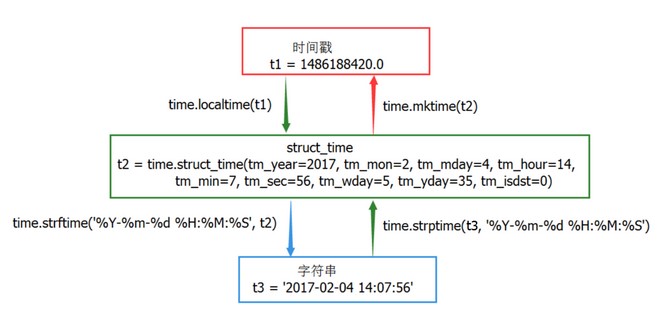 时间戳
t1 = 1486188420.0
time.localtime(t1)
time.mktime(t2)
struct_time
t2 = time.struct_time(tm_year=2017, tm_mon=2, tm_mday=4, tm_hour=14,
tm_min=7, tm_sec=56, tm_wday=5, tm_yday=35, tm_isdst=0)
time.strftime('%Y-%m-%d %H:%M:%S', t2)
time.strptime(t3, '%Y-%m-%d %H:%M:%S')
字符串
t3 = '2017-02-04 14:07:56'